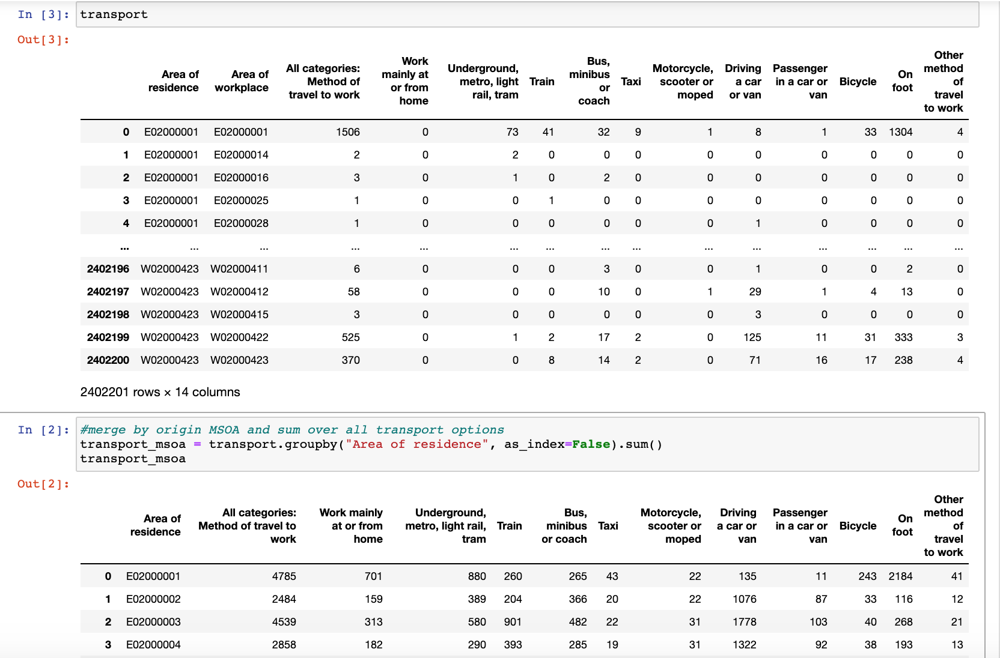 In [3]: transport
Out[3]:
Area of residence Area of workplace All categories: Method of travel to work Work mainly at or from home Underground, metro, light rail, tram Train Bus, minibus or coach Taxi Motorcycle, scooter or moped Driving a car or van Passenger in a car or van Bicycle On foot Other method of travel to work
0 E02000001 E02000001 1506 0 73 41 32 9 1 8 1 33 1304 4
1 E02000001 E02000014 2 0 2 0 0 0 0 0 0 0 0 0
2 E02000001 E02000016 3 0 1 0 2 0 0 0 0 0 0 0
3 E02000001 E02000025 1 0 0 1 0 0 0 0 0 0 0 0
4 E02000001 E02000028 1 0 0 0 0 0 0 1 0 0 0 0
... ... ... ... ... ... ... ... ... ... ... ... ... ... ...
2402196 W02000423 W02000411 6 0 0 0 3 0 0 1 0 0 2 0
2402197 W02000423 W02000412 58 0 0 0 10 0 1 29 1 4 13 0
2402198 W02000423 W02000415 3 0 0 0 0 0 0 3 0 0 0 0
2402199 W02000423 W02000422 525 0 1 2 17 2 0 125 11 31 333 3
2402200 W02000423 W02000423 370 0 0 8 14 2 0 71 16 17 238 4
2402201 rows × 14 columns
In [2]: #merge by origin MSOA and sum over all transport options
transport_msoa = transport.groupby("Area of residence", as_index=False).sum()
transport_msoa
Out[2]:
Area of residence All categories: Method of travel to work Work mainly at or from home Underground, metro, light rail, tram Train Bus, minibus or coach Taxi Motorcycle, scooter or moped Driving a car or van Passenger in a car or van Bicycle On foot Other method of travel to work
0 E02000001 4785 701 880 260 265 43 22 135 11 243 2184 41
1 E02000002 2484 159 389 204 366 20 22 1076 87 33 116 12
2 E02000003 4539 313 580 901 482 22 31 1778 103 40 268 21
3 E02000004 2858 182 290 393 285 19 31 1322 92 38 193 13